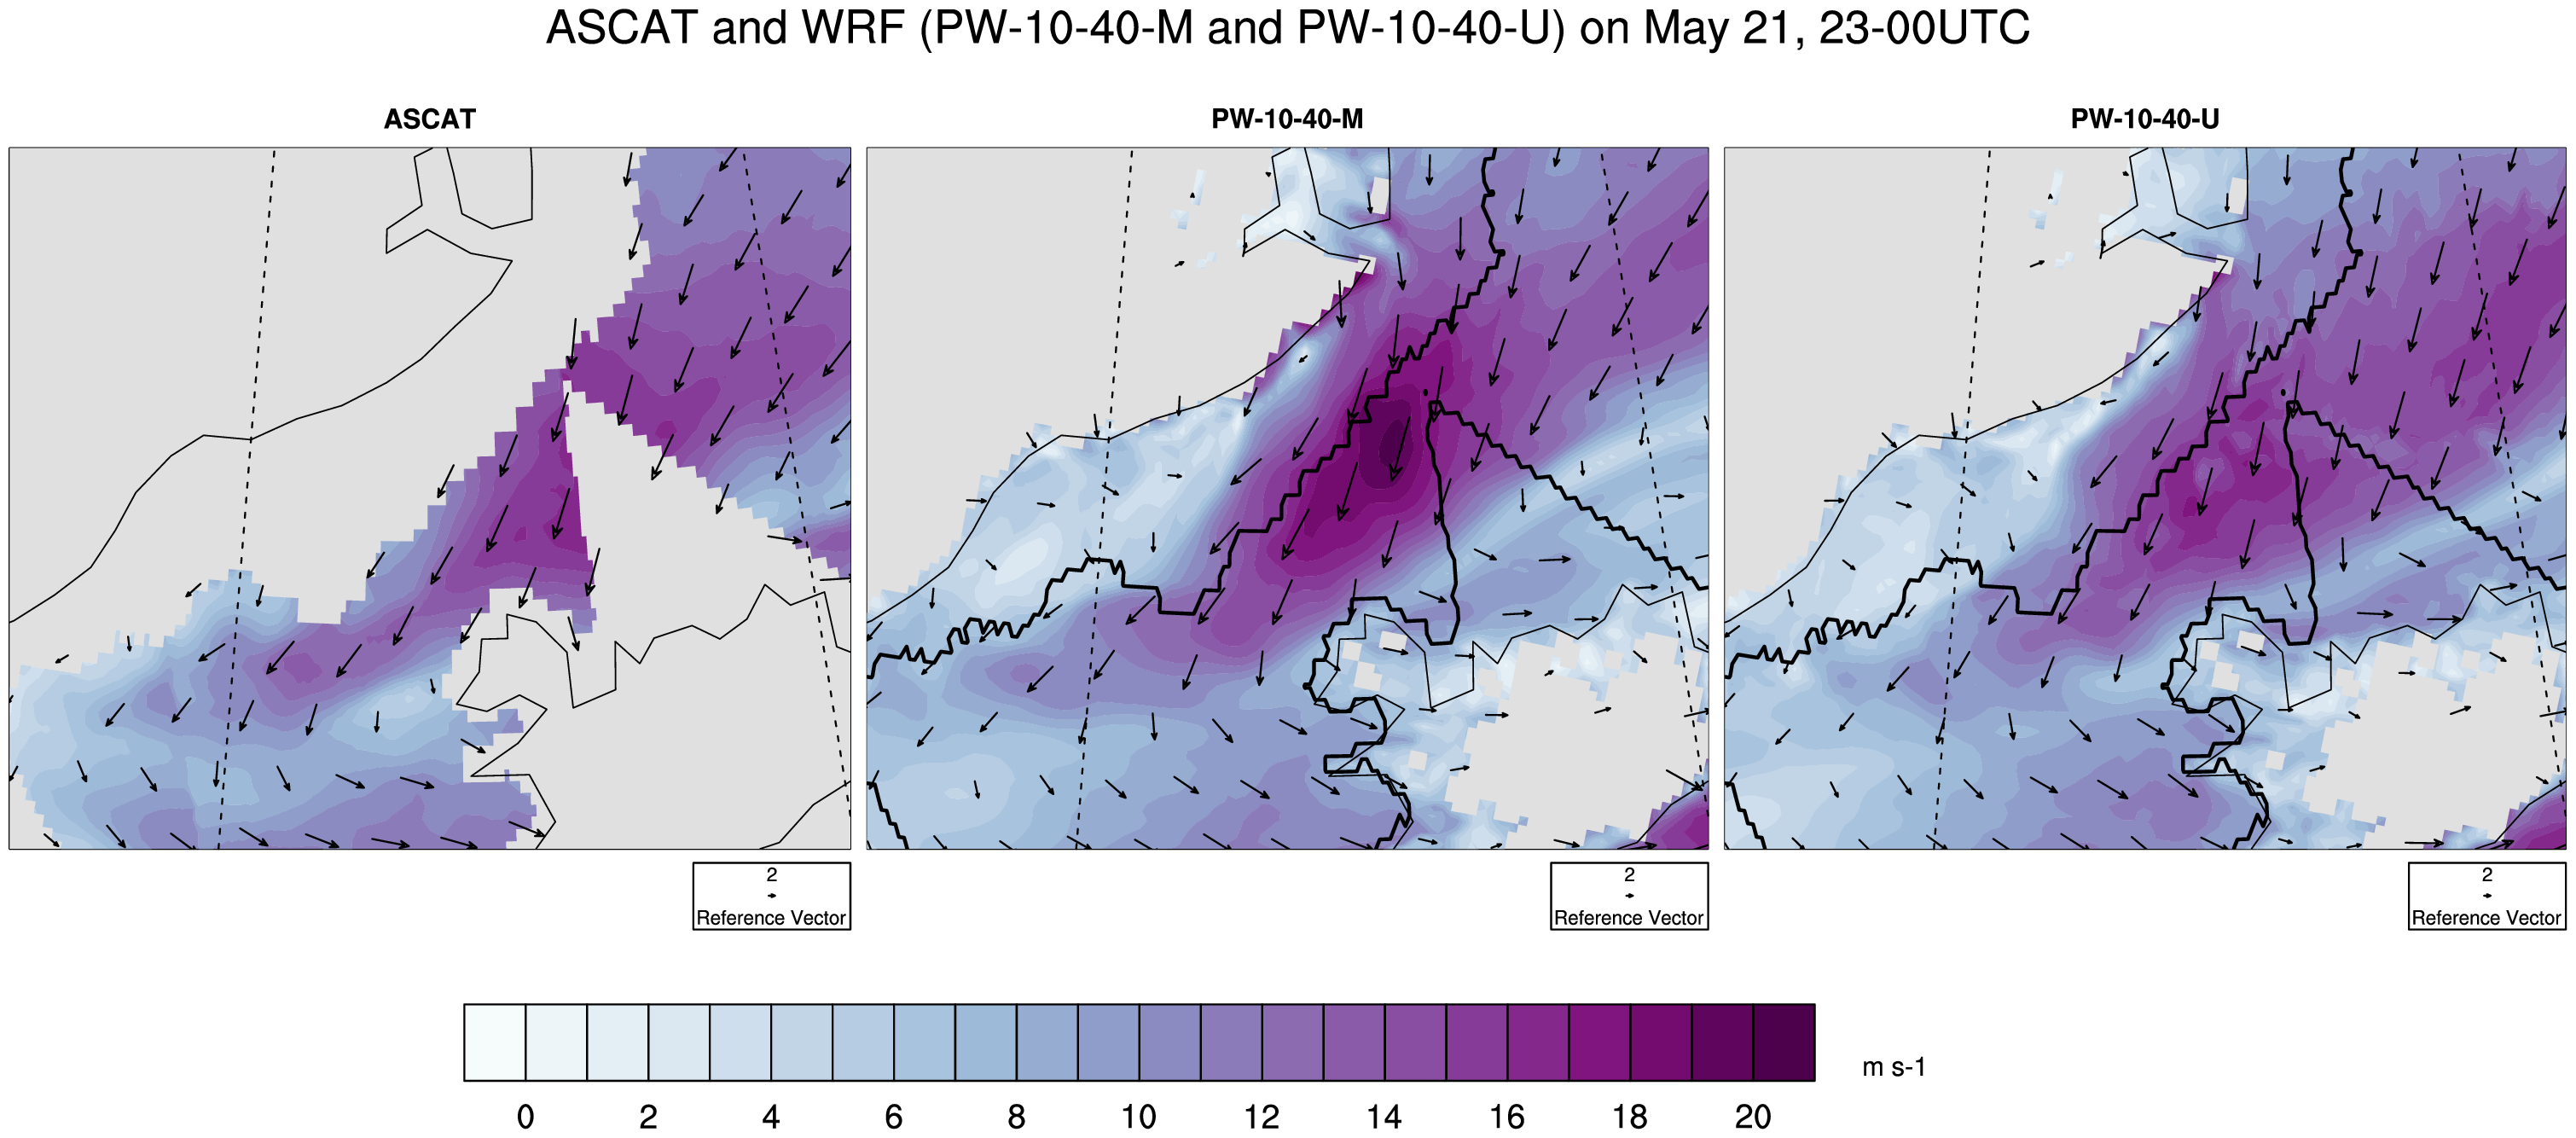 ASCAT and WRF (PW-10-40-M and PW-10-40-U) on May 21, 23-00UTC
ASCAT
PW-10-40-M
PW-10-40-U
2
Reference Vector
2
Reference Vector
2
Reference Vector
m s-1
0 2 4 6 8 10 12 14 16 18 20